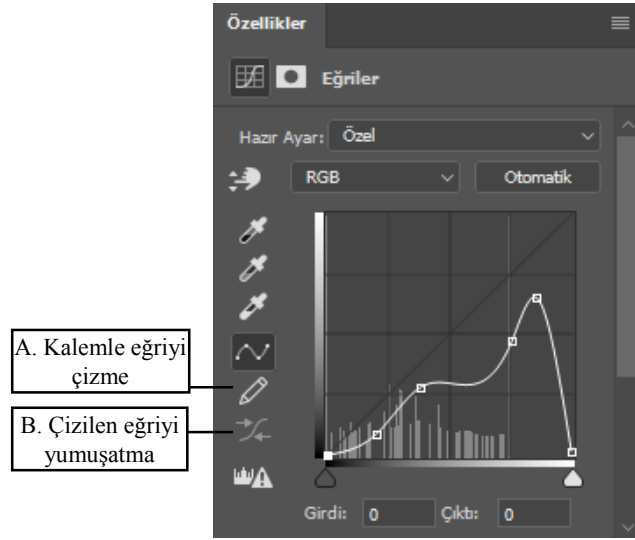 Özellikler
Eğriler
Hazır Ayar: Özel
RGB Otomatik
A. Kalemle eğriyi
çizme
B. Çizilen eğriyi
yumuşatma
Girdi: 0 Çıktı: 0